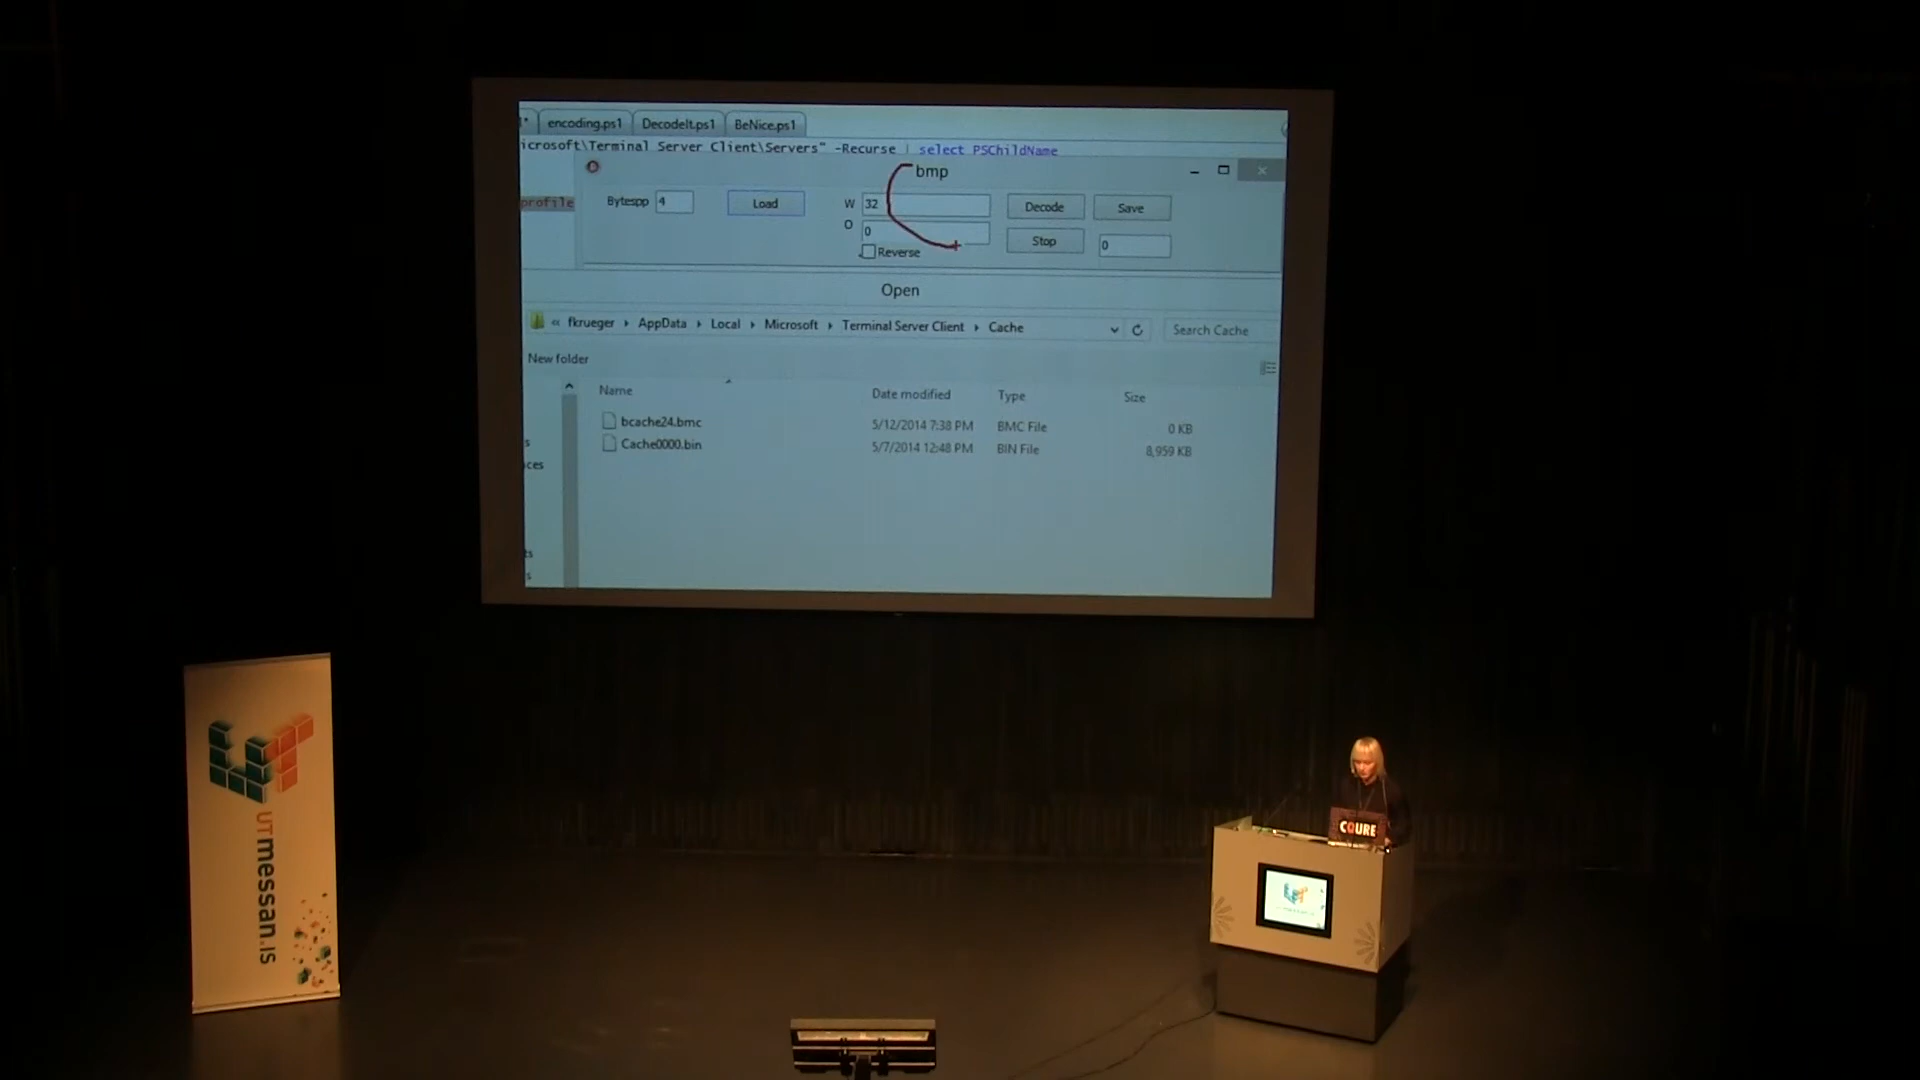 encoding.ps1 DecodeIt.ps1 BeNice.ps1
icrosoft\Terminal Server Client\Servers" -Recurse | select PSChildName
bmp
profile
Bytespp 4 Load W 32 Decode Save
O 0 Stop 0
Reverse
Open
« fkrueger AppData Local Microsoft Terminal Server Client Cache Search Cache
New folder
Name Date modified Type Size
bcache24.bmc 5/12/2014 7:38 PM BMC File 0 KB
Cache0000.bin 5/7/2014 12:48 PM BIN File 8,959 KB
s
ces
ts
s
UTmessan.is
CQURE